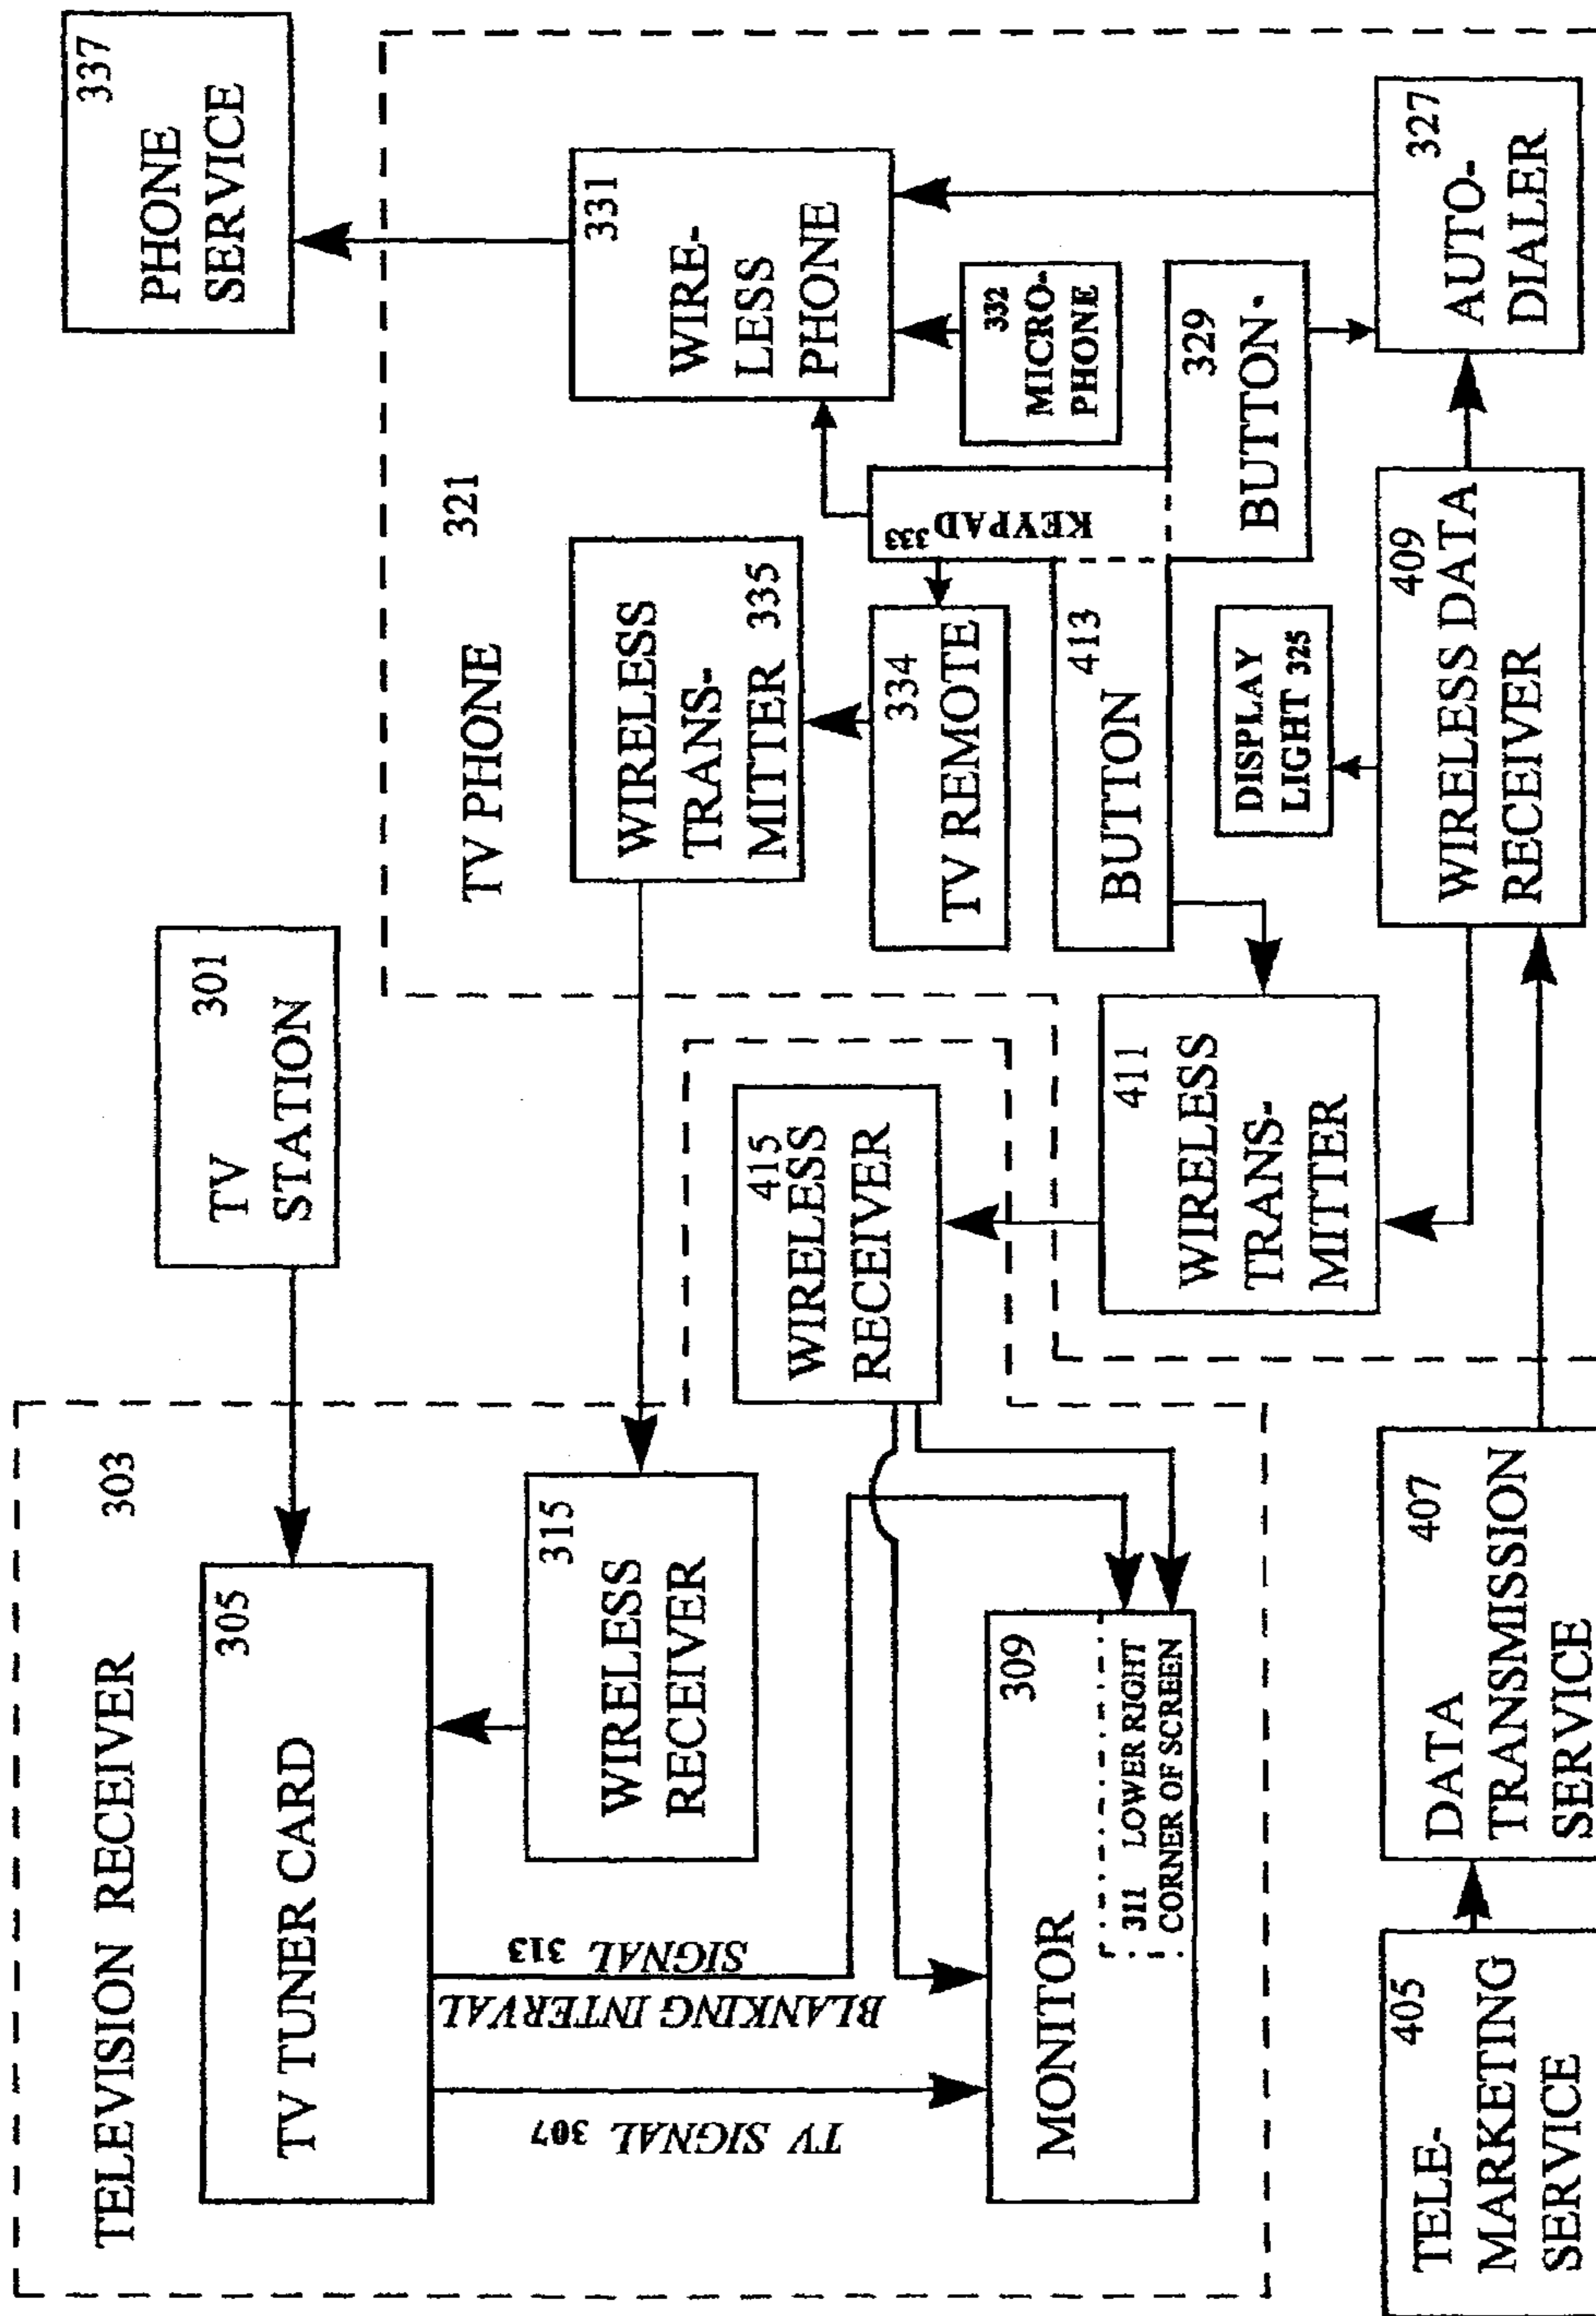 TELEVISION RECEIVER 303
TV TUNER CARD
305
TV SIGNAL 307
BLANKING INTERVAL
SIGNAL 313
315
WIRELESS
RECEIVER
MONITOR
309
311 LOWER RIGHT
CORNER OF SCREEN
TV 301
STATION
415
WIRELESS
RECEIVER
TV PHONE 321
337
PHONE
SERVICE
331
WIRE-
LESS
PHONE
WIRELESS
TRANS-
MITTER 335
334
TV REMOTE
KEYPAD 333
332
MICRO-
PHONE
413
BUTTON
329
BUTTON-
411
WIRELESS
TRANS-
MITTER
DISPLAY
LIGHT 325
409
WIRELESS DATA
RECEIVER
327
AUTO-
DIALER
405
TELE-
MARKETING
SERVICE
407
DATA
TRANSMISSION
SERVICE